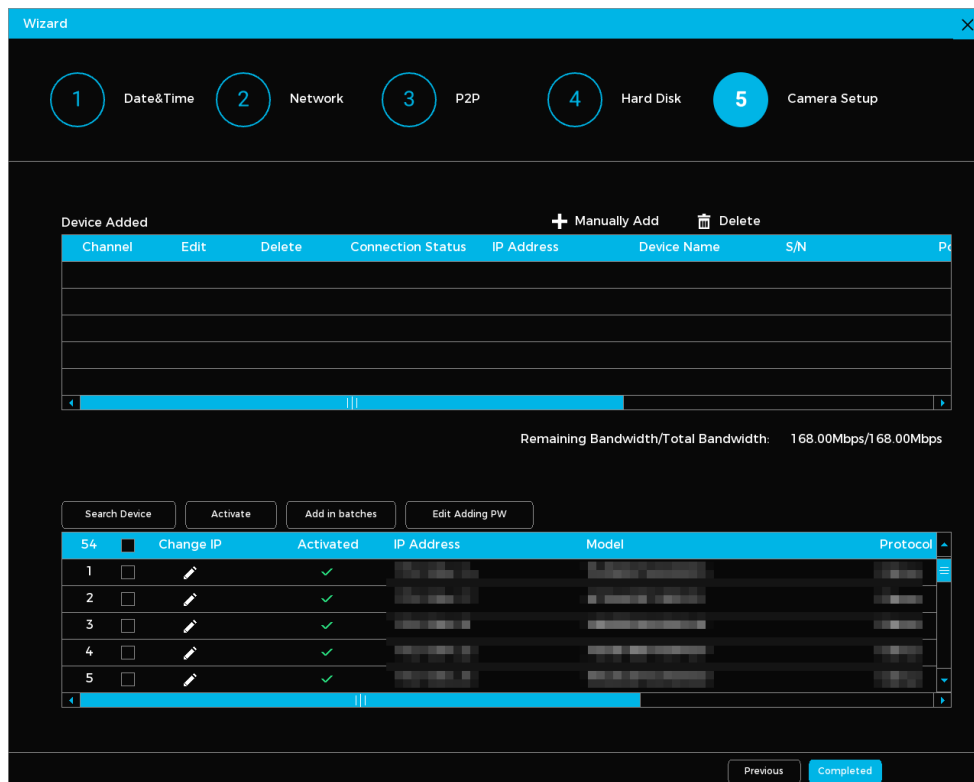 Wizard
1 Date&Time 2 Network 3 P2P 4 Hard Disk 5 Camera Setup
Device Added Manually Add Delete
Channel Edit Delete Connection Status IP Address Device Name S/N
Remaining Bandwidth/Total Bandwidth: 168.00Mbps/168.00Mbps
Search Device Activate Add in batches Edit Adding PW
54 Change IP Activated IP Address Model Protocol
1
2
3
4
5
Previous Completed